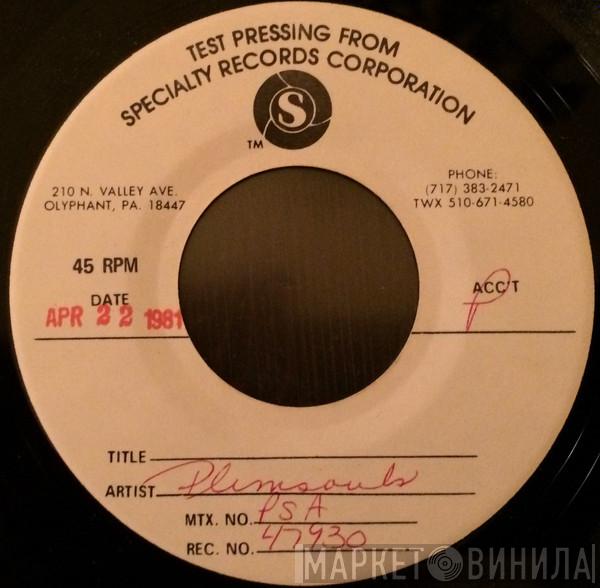 TEST PRESSING FROM
SPECIALTY RECORDS CORPORATION
S
TM
210 N. VALLEY AVE.
OLYPHANT, PA. 18447
PHONE:
(717) 383-2471
TWX 510-671-4580
45 RPM
DATE
APR 22 1981
ACC'T
P
TITLE
ARTIST Plimsouls
MTX. NO. PSA
REC. NO. 47930
МАРКЕТ ВИНИЛА